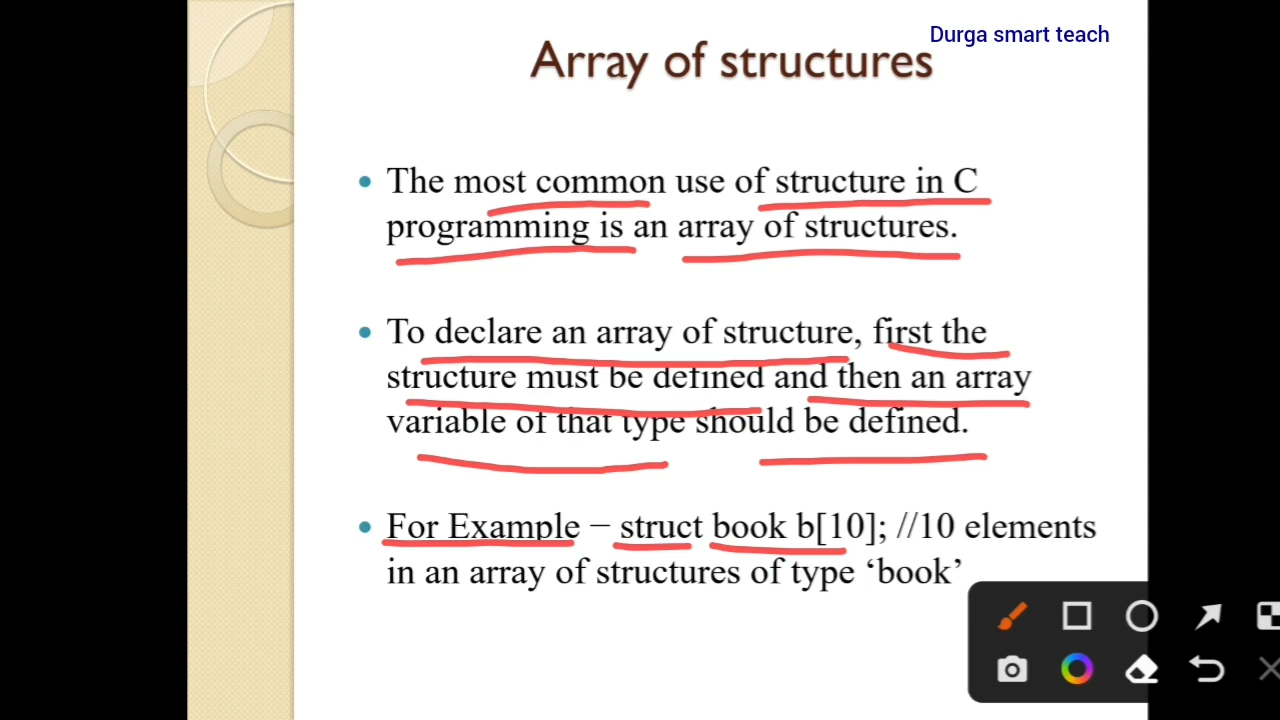 Durga smart teach
Array of structures
• The most common use of structure in C
programming is an array of structures.
• To declare an array of structure, first the
structure must be defined and then an array
variable of that type should be defined.
• For Example − struct book b[10]; //10 elements
in an array of structures of type ‘book’